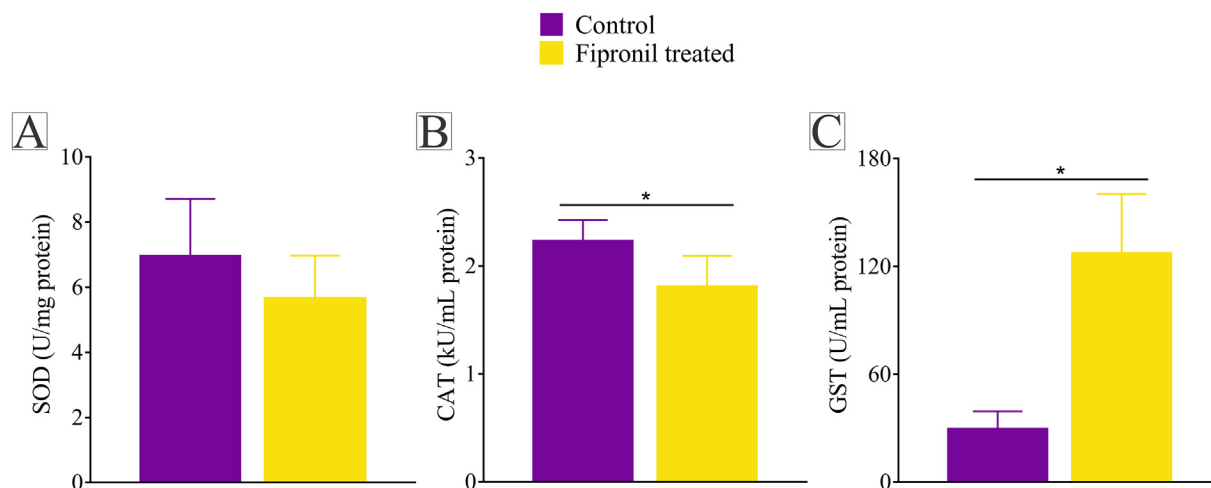 Control
Fipronil treated
A
10
8
6
4
2
0
SOD (U/mg protein)
B
3
2
1
0
CAT (kU/mL protein)
*
C
180
120
60
0
GST (U/mL protein)
*